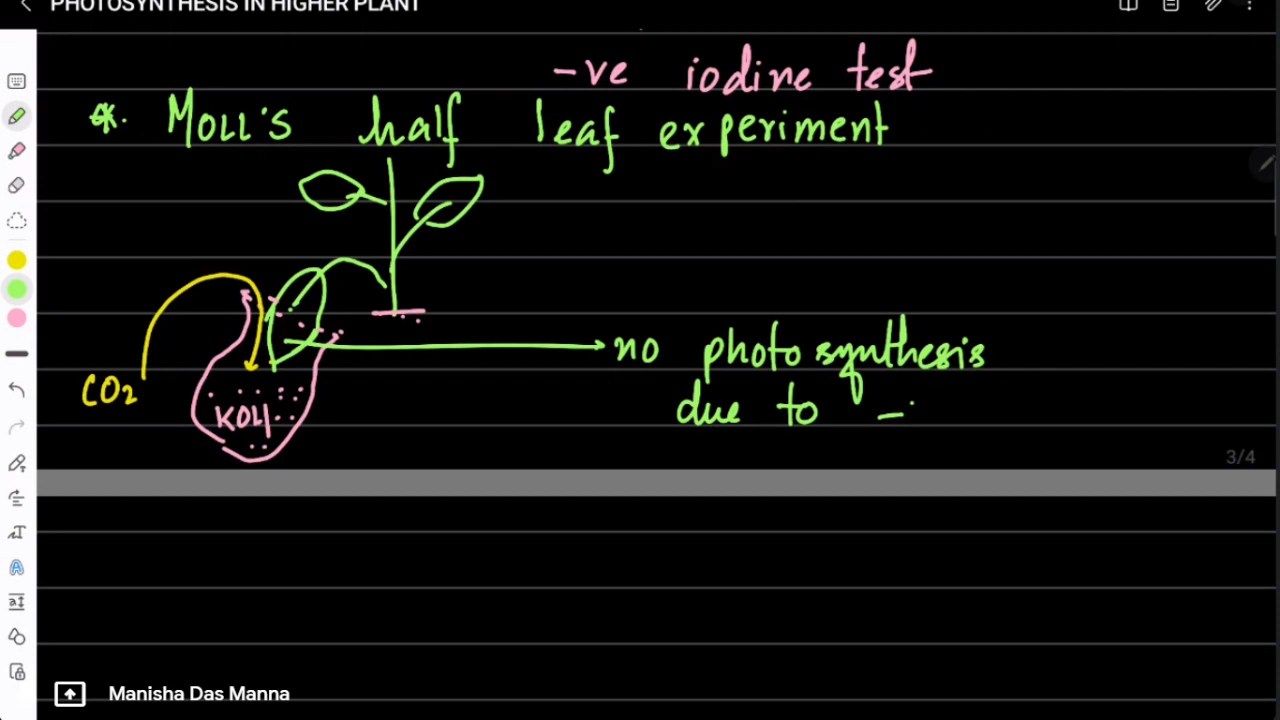 PHOTOSYNTHESIS IN HIGHER PLANT
-ve iodine test
*. MOLL's half leaf experiment
CO2
KOH
no photosynthesis
due to -
3/4
Manisha Das Manna